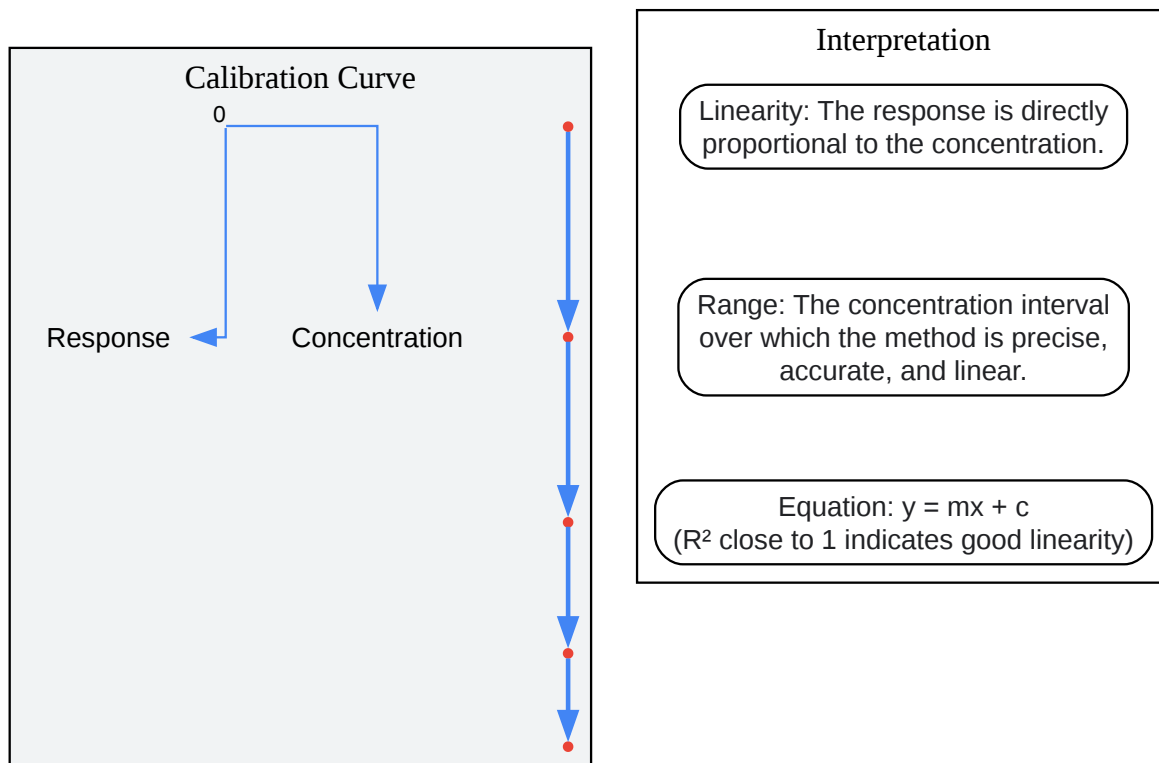 Calibration Curve
0
Response
Concentration
Interpretation
Linearity: The response is directly
proportional to the concentration.
Range: The concentration interval
over which the method is precise,
accurate, and linear.
Equation: y = mx + c
(R² close to 1 indicates good linearity)